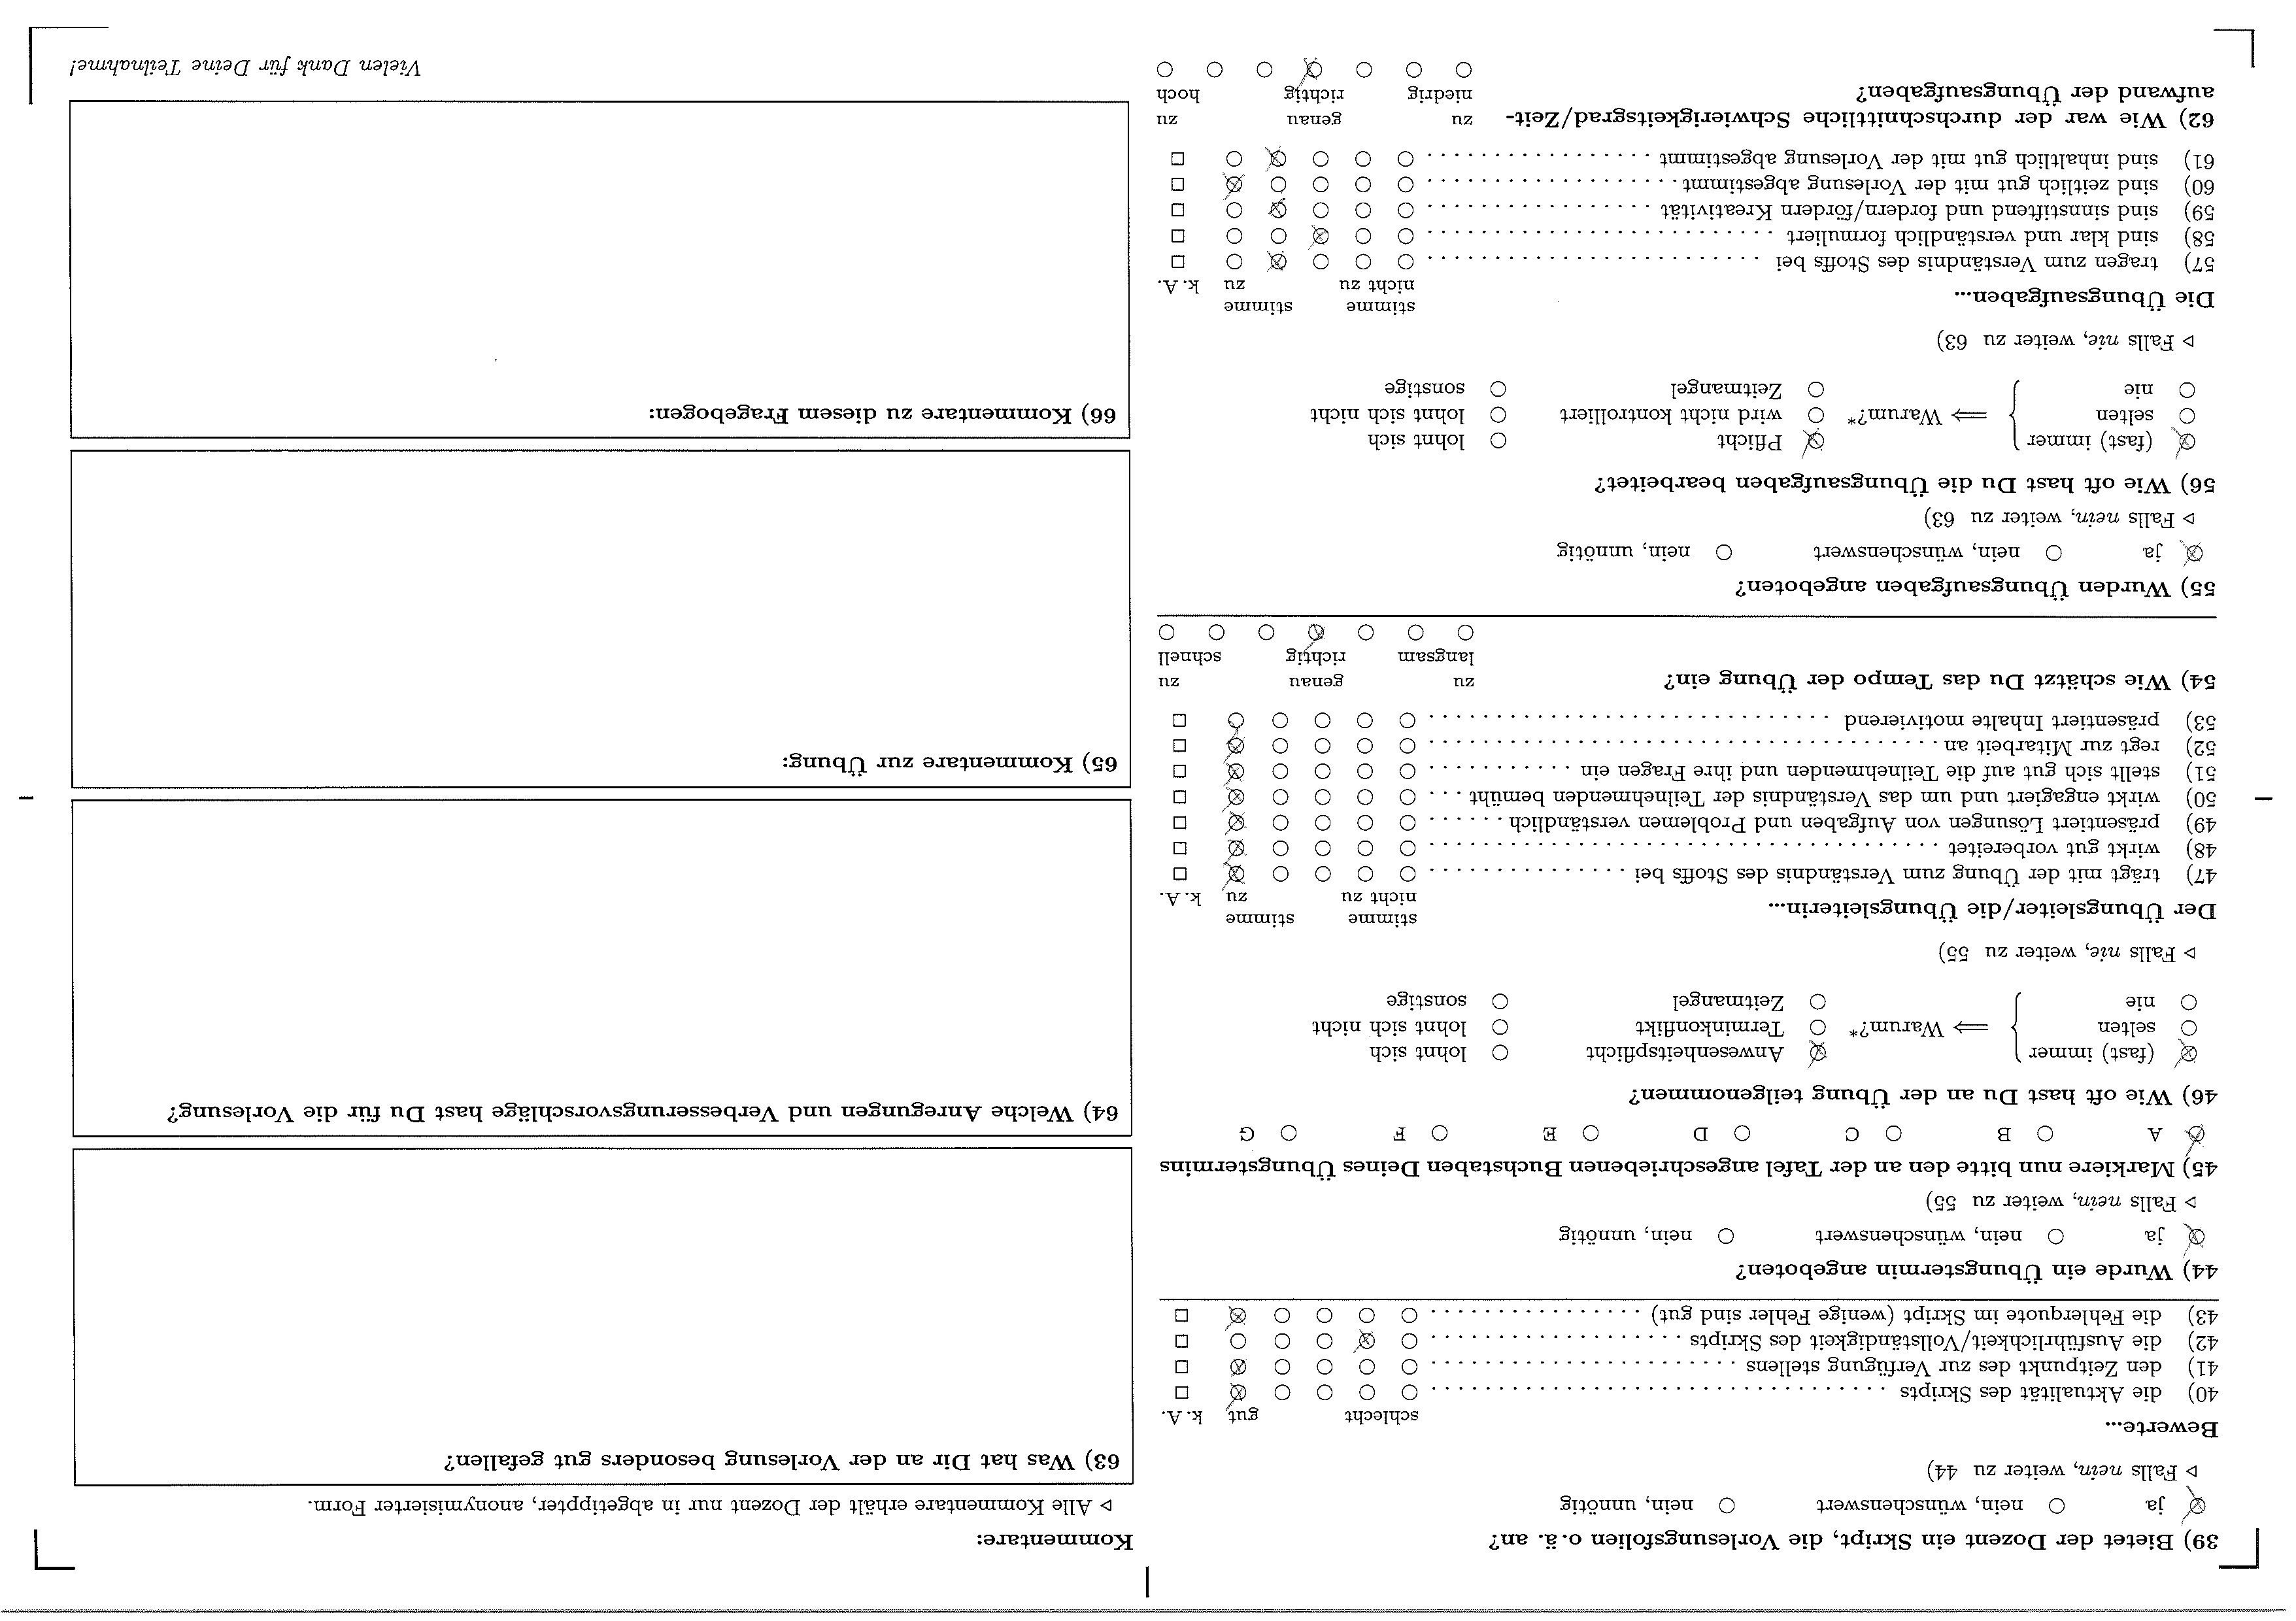 39) Bietet der Dozent ein Skript, die Vorlesungsfolien o.ä. an?
ja nein, wünschenswert nein, unnötig
▷ Falls nein, weiter zu 44)
Bewerte...
schlecht gut k.A.
40) die Aktualität des Skripts
41) den Zeitpunkt des zur Verfügung stellens
42) die Ausführlichkeit/Vollständigkeit des Skripts
43) die Fehlerquote im Skript (wenige Fehler sind gut)
44) Wurde ein Übungstermin angeboten?
ja nein, wünschenswert nein, unnötig
▷ Falls nein, weiter zu 55)
45) Markiere nun bitte den an der Tafel angeschriebenen Buchstaben Deines Übungstermins
A B C D E F G
46) Wie oft hast Du an der Übung teilgenommen?
(fast) immer Anwesenheitspflicht lohnt sich
selten ⟹ Warum?* Terminkonflikt lohnt sich nicht
nie Zeitmangel sonstige
▷ Falls nie, weiter zu 55)
Der Übungsleiter/die Übungsleiterin...
stimme stimme
nicht zu zu k.A.
47) trägt mit der Übung zum Verständnis des Stoffs bei
48) wirkt gut vorbereitet
49) präsentiert Lösungen von Aufgaben und Problemen verständlich
50) wirkt engagiert und um das Verständnis der Teilnehmenden bemüht
51) stellt sich gut auf die Teilnehmenden und ihre Fragen ein
52) regt zur Mitarbeit an
53) präsentiert Inhalte motivierend
54) Wie schätzt Du das Tempo der Übung ein?
zu genau zu
langsam richtig schnell
55) Wurden Übungsaufgaben angeboten?
ja nein, wünschenswert nein, unnötig
▷ Falls nein, weiter zu 63)
56) Wie oft hast Du die Übungsaufgaben bearbeitet?
(fast) immer Pflicht lohnt sich
selten ⟹ Warum?* wird nicht kontrolliert lohnt sich nicht
nie Zeitmangel sonstige
▷ Falls nie, weiter zu 63)
Die Übungsaufgaben...
stimme stimme
nicht zu zu k.A.
57) tragen zum Verständnis des Stoffs bei
58) sind klar und verständlich formuliert
59) sind sinnstiftend und fordern/fördern Kreativität
60) sind zeitlich gut mit der Vorlesung abgestimmt
61) sind inhaltlich gut mit der Vorlesung abgestimmt
62) Wie war der durchschnittliche Schwierigkeitsgrad/Zeit-
aufwand der Übungsaufgaben?
zu genau zu
niedrig richtig hoch
Kommentare:
▷ Alle Kommentare erhält der Dozent nur in abgetippter, anonymisierter Form.
63) Was hat Dir an der Vorlesung besonders gut gefallen?
64) Welche Anregungen und Verbesserungsvorschläge hast Du für die Vorlesung?
65) Kommentare zur Übung:
66) Kommentare zu diesem Fragebogen:
Vielen Dank für Deine Teilnahme!